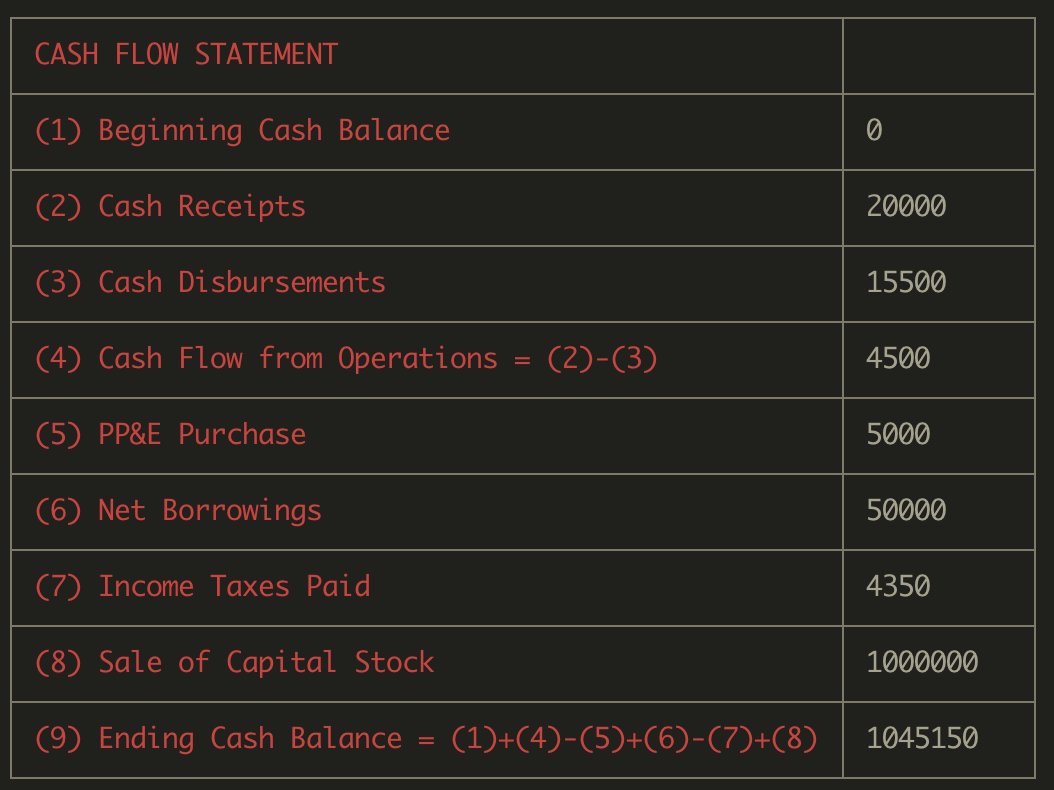 CASH FLOW STATEMENT
(1) Beginning Cash Balance 0
(2) Cash Receipts 20000
(3) Cash Disbursements 15500
(4) Cash Flow from Operations = (2)-(3) 4500
(5) PP&E Purchase 5000
(6) Net Borrowings 50000
(7) Income Taxes Paid 4350
(8) Sale of Capital Stock 1000000
(9) Ending Cash Balance = (1)+(4)-(5)+(6)-(7)+(8) 1045150